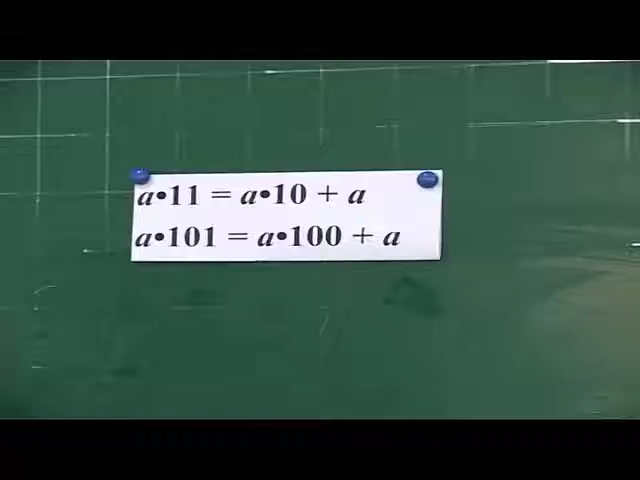 a•11 = a•10 + a
a•101 = a•100 + a